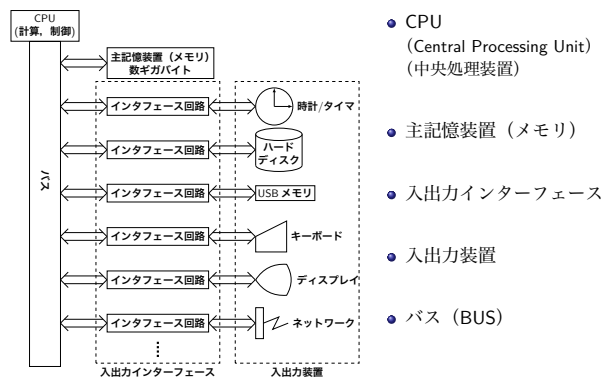 CPU
(計算，制御)
バス
主記憶装置（メモリ）
数ギガバイト
インタフェース回路
時計/タイマ
インタフェース回路
ハード
ディスク
インタフェース回路
USB メモリ
インタフェース回路
キーボード
インタフェース回路
ディスプレイ
インタフェース回路
ネットワーク
入出力インターフェース
入出力装置
CPU
（Central Processing Unit）
（中央処理装置）
主記憶装置（メモリ）
入出力インターフェース
入出力装置
バス（BUS）